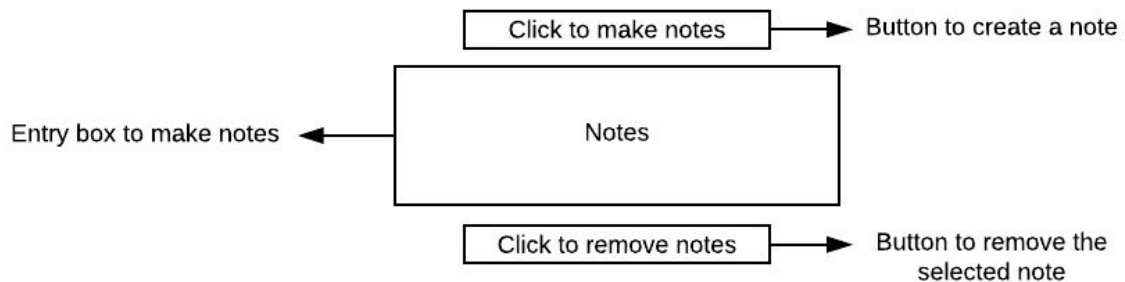 Click to make notes
Button to create a note
Entry box to make notes
Notes
Click to remove notes
Button to remove the
selected note